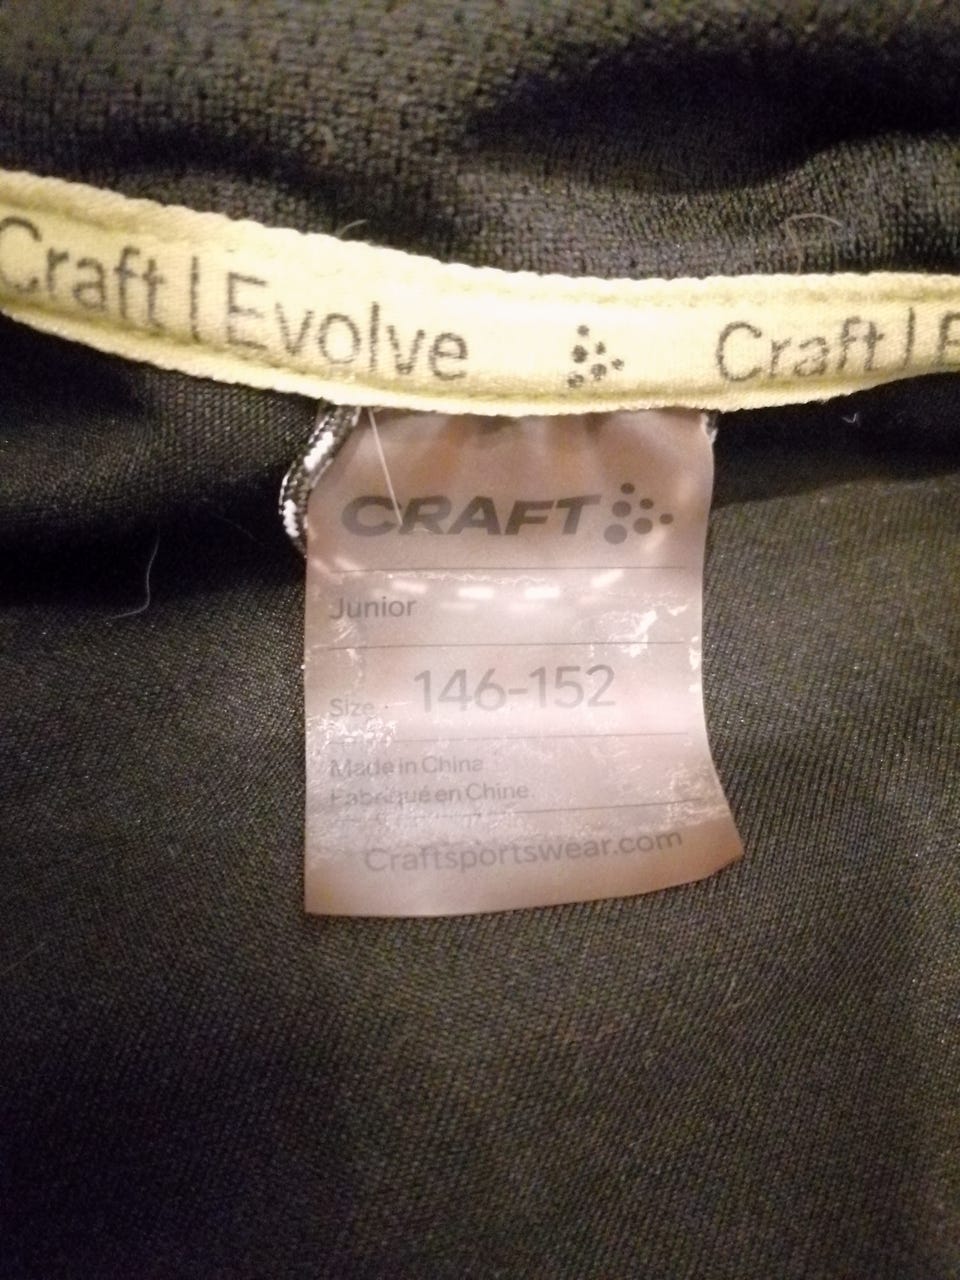 Craft | Evolve Craft | E
CRAFT
Junior
Size 146-152
Made in China
Fabriqué en Chine.
Craftsportswear.com